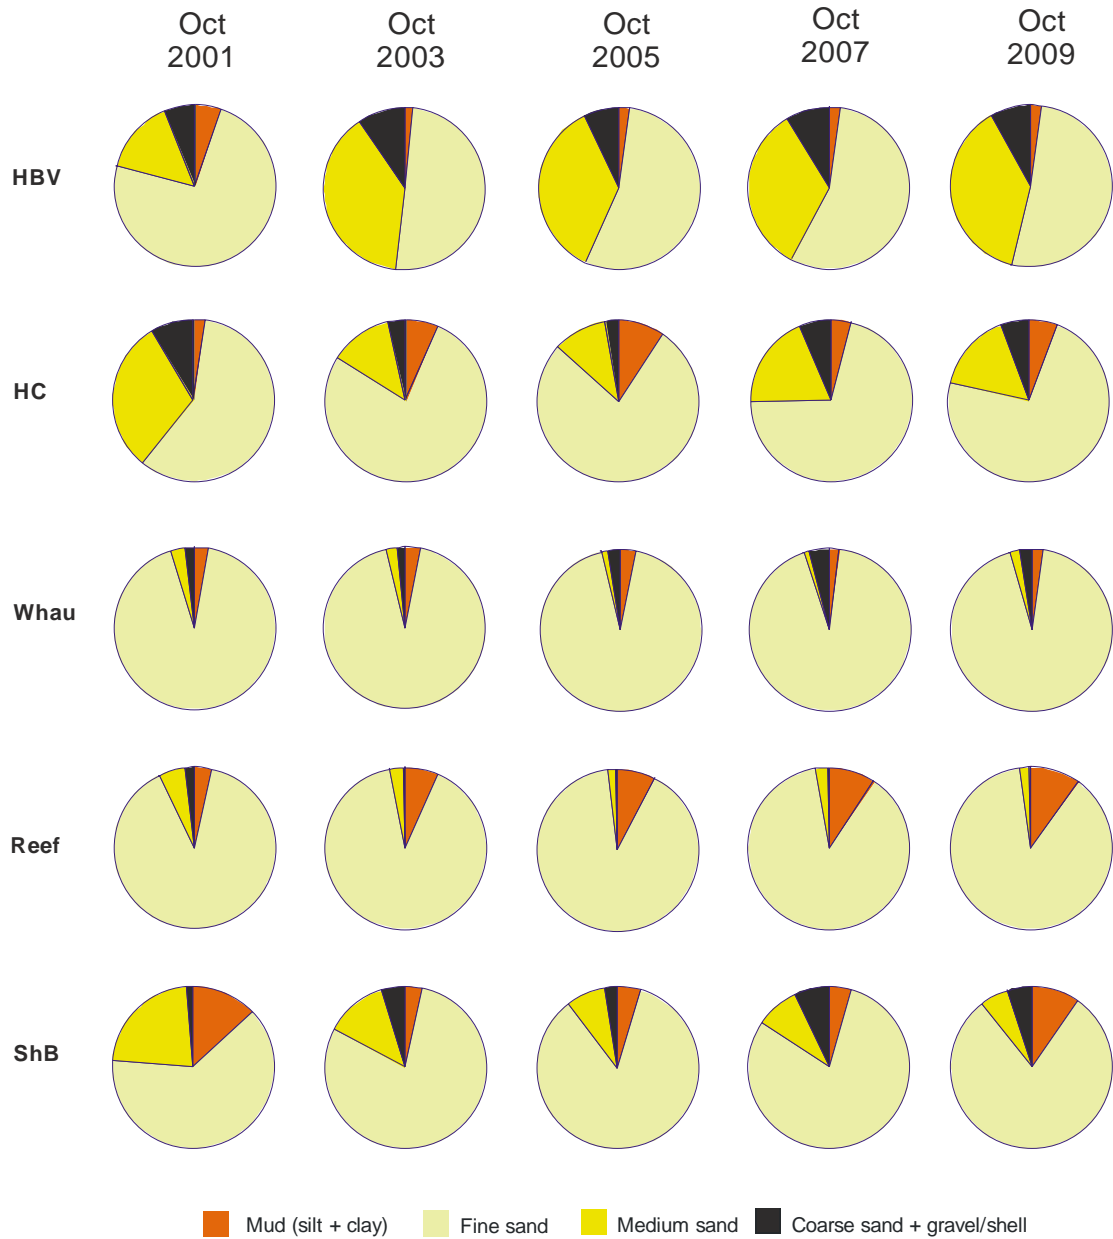 Oct Oct Oct Oct Oct
2001 2003 2005 2007 2009
HBV
HC
Whau
Reef
ShB
Mud (silt + clay) Fine sand Medium sand Coarse sand + gravel/shell